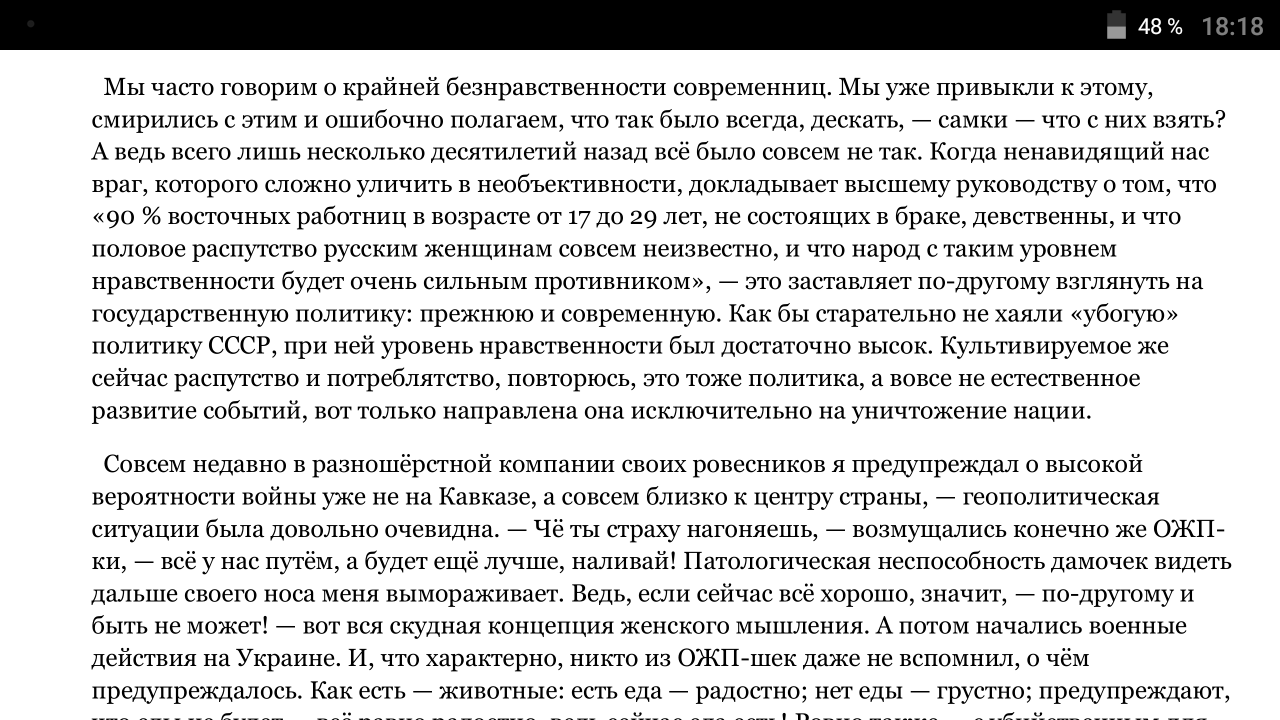 48 % 18:18
Мы часто говорим о крайней безнравственности современниц. Мы уже привыкли к этому,
смирились с этим и ошибочно полагаем, что так было всегда, дескать, — самки — что с них взять?
А ведь всего лишь несколько десятилетий назад всё было совсем не так. Когда ненавидящий нас
враг, которого сложно уличить в необъективности, докладывает высшему руководству о том, что
«90 % восточных работниц в возрасте от 17 до 29 лет, не состоящих в браке, девственны, и что
половое распутство русским женщинам совсем неизвестно, и что народ с таким уровнем
нравственности будет очень сильным противником», — это заставляет по-другому взглянуть на
государственную политику: прежнюю и современную. Как бы старательно не хаяли «убогую»
политику СССР, при ней уровень нравственности был достаточно высок. Культивируемое же
сейчас распутство и потреблятство, повторюсь, это тоже политика, а вовсе не естественное
развитие событий, вот только направлена она исключительно на уничтожение нации.
Совсем недавно в разношёрстной компании своих ровесников я предупреждал о высокой
вероятности войны уже не на Кавказе, а совсем близко к центру страны, — геополитическая
ситуации была довольно очевидна. — Чё ты страху нагоняешь, — возмущались конечно же ОЖП-
ки, — всё у нас путём, а будет ещё лучше, наливай! Патологическая неспособность дамочек видеть
дальше своего носа меня вымораживает. Ведь, если сейчас всё хорошо, значит, — по-другому и
быть не может! — вот вся скудная концепция женского мышления. А потом начались военные
действия на Украине. И, что характерно, никто из ОЖП-шек даже не вспомнил, о чём
предупреждалось. Как есть — животные: есть еда — радостно; нет еды — грустно; предупреждают,